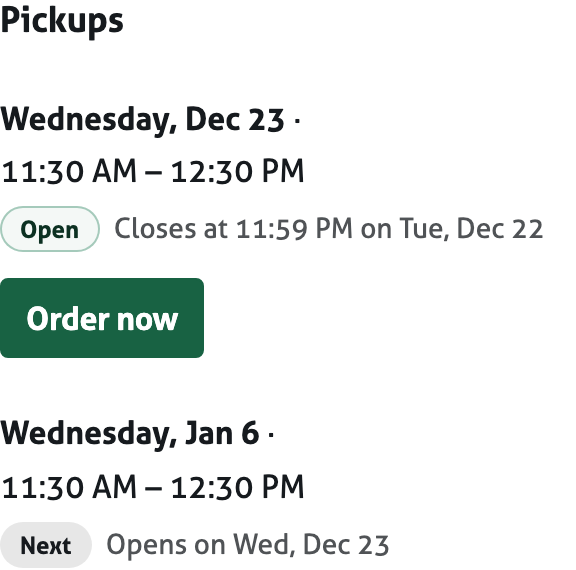 Pickups
Wednesday, Dec 23 ·
11:30 AM – 12:30 PM
Open Closes at 11:59 PM on Tue, Dec 22
Order now
Wednesday, Jan 6 ·
11:30 AM – 12:30 PM
Next Opens on Wed, Dec 23